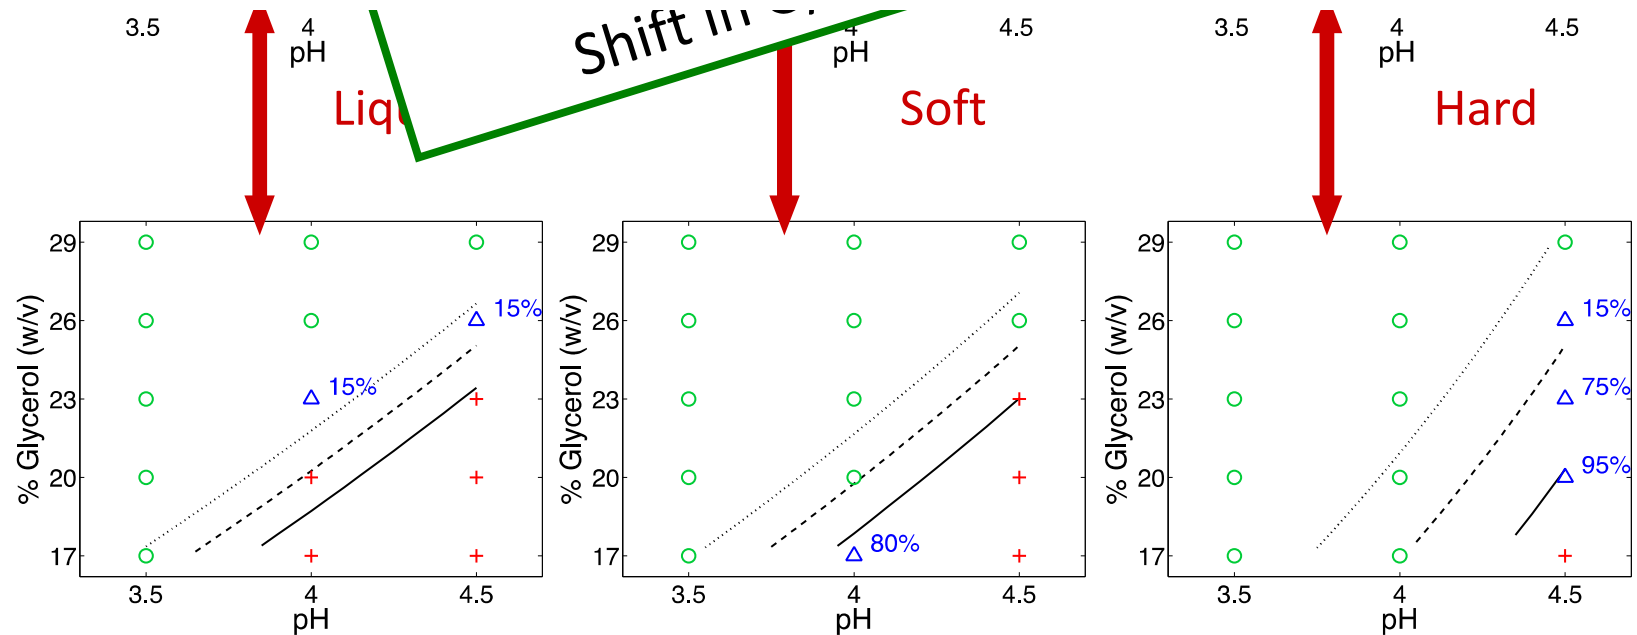 3.5 4 4.5 3.5 4 4.5
pH pH pH
Shift in
Soft Hard
% Glycerol (w/v) % Glycerol (w/v) % Glycerol (w/v)
29 29 29
26 15% 26 26 15%
23 15% 23 23 75%
20 20 20 95%
17 17 80% 17
3.5 4 4.5 3.5 4 4.5 3.5 4 4.5
pH pH pH